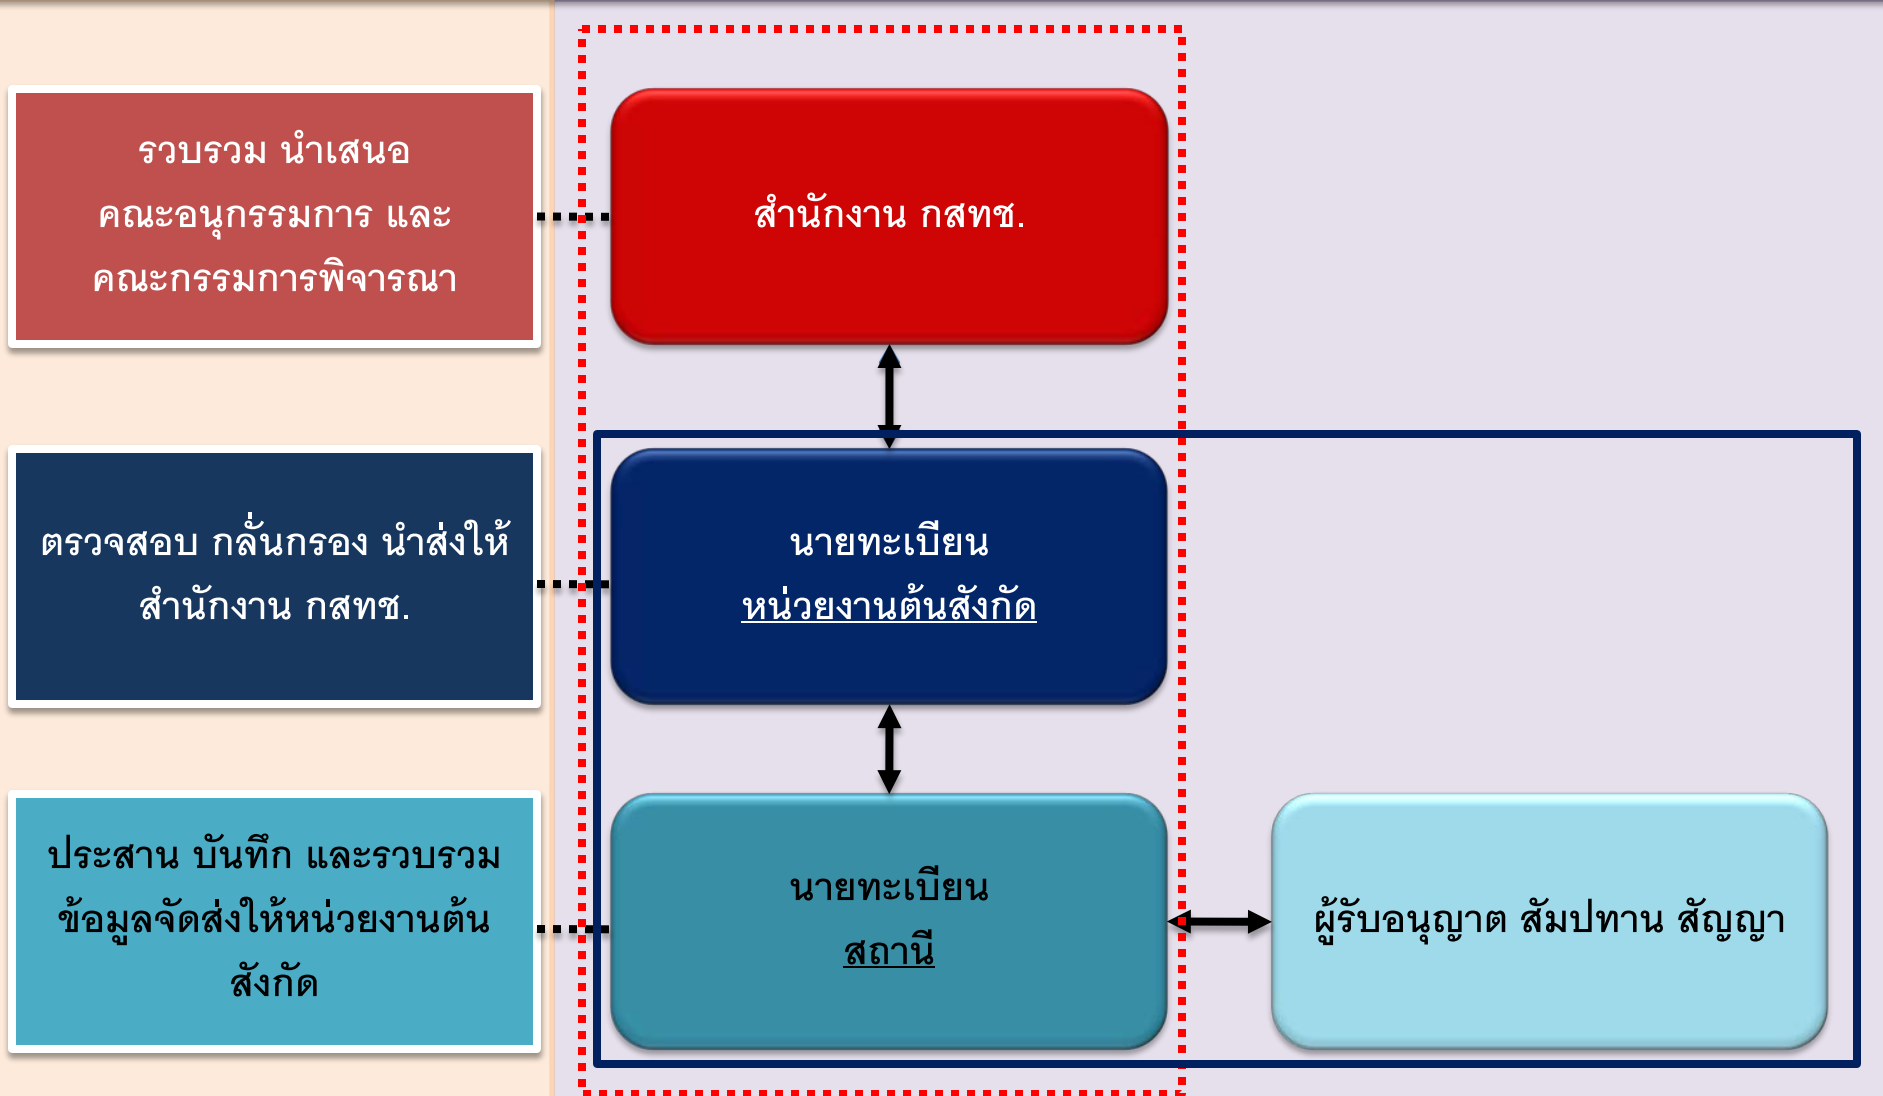 รวบรวม นำเสนอ
คณะอนุกรรมการ และ
คณะกรรมการพิจารณา
สำนักงาน กสทช.
ตรวจสอบ กลั่นกรอง นำส่งให้
สำนักงาน กสทช.
นายทะเบียน
หน่วยงานต้นสังกัด
ประสาน บันทึก และรวบรวม
ข้อมูลจัดส่งให้หน่วยงานต้น
สังกัด
นายทะเบียน
สถานี
ผู้รับอนุญาต สัมปทาน สัญญา